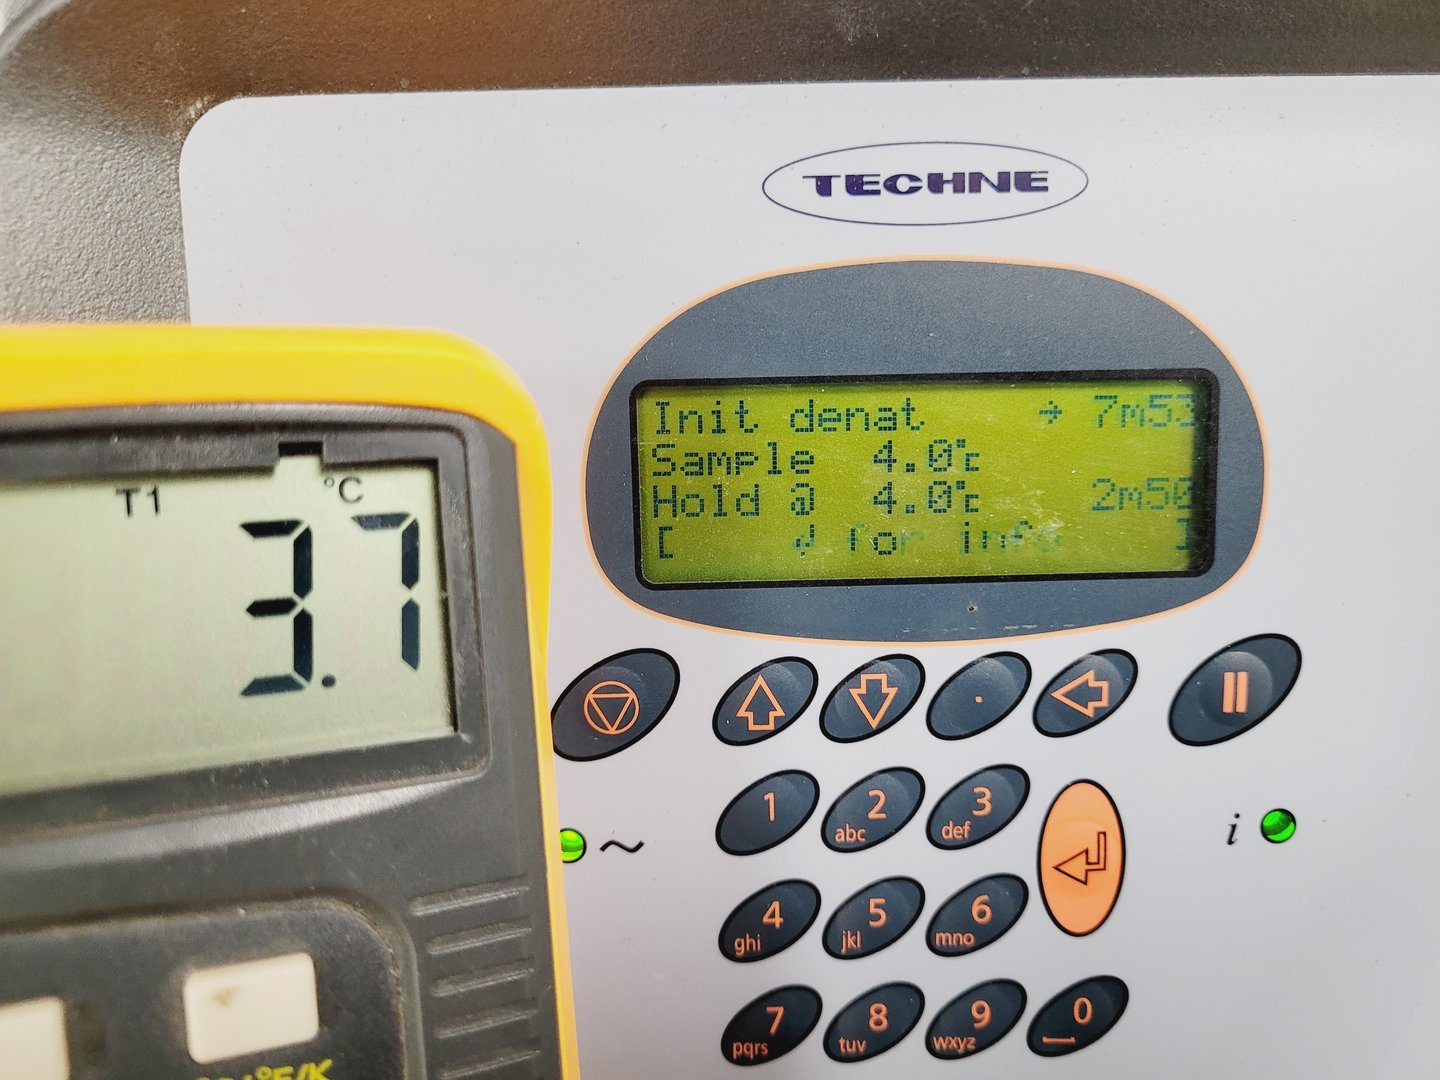 TECHNE
Init denat → 7m53
Sample 4.0℃
Hold @ 4.0℃ 2m50
[ ↲ for info ]
T1 °C
3.7
1 2 abc 3 def
~
i
4 ghi 5 jkl 6 mno
7 pqrs 8 tuv 9 wxyz 0